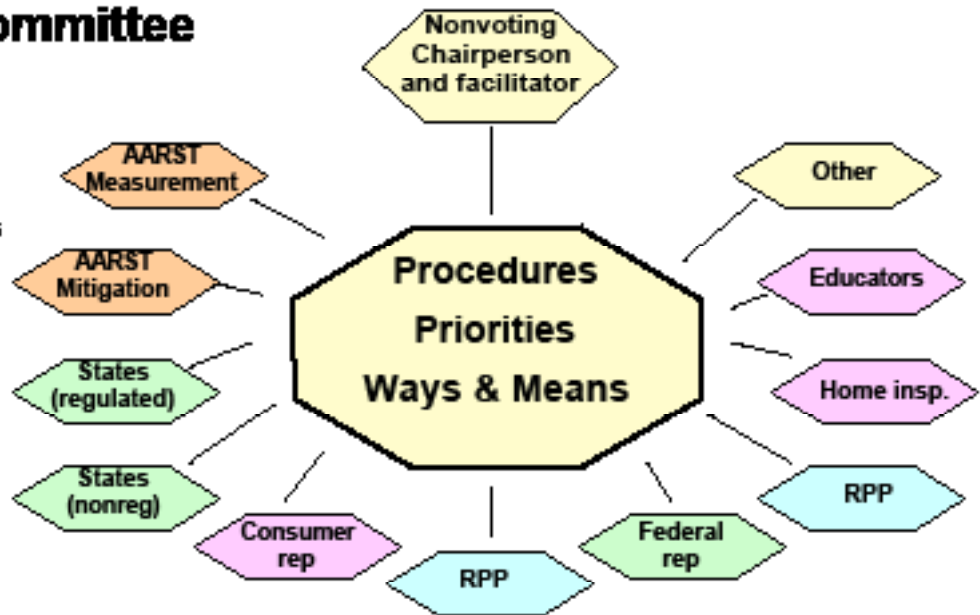 ommittee
Nonvoting
Chairperson
and facilitator
AARST
Measurement
Other
AARST
Mitigation
Procedures
Priorities
Ways & Means
Educators
States
(regulated)
Home insp.
States
(nonreg)
RPP
Consumer
rep
Federal
rep
RPP